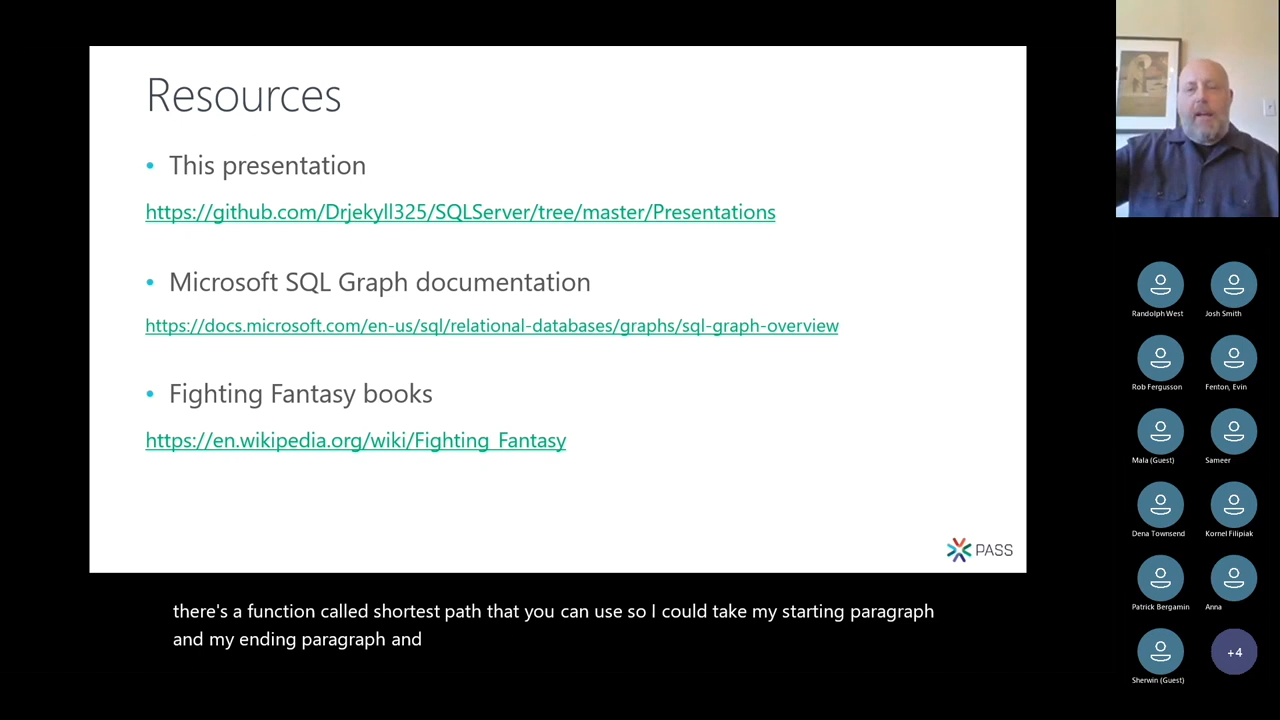 Resources
• This presentation
https://github.com/Drjekyll325/SQLServer/tree/master/Presentations
• Microsoft SQL Graph documentation
https://docs.microsoft.com/en-us/sql/relational-databases/graphs/sql-graph-overview
• Fighting Fantasy books
https://en.wikipedia.org/wiki/Fighting_Fantasy
PASS
there's a function called shortest path that you can use so I could take my starting paragraph
and my ending paragraph and
Randolph West
Josh Smith
Rob Fergusson
Fenton, Evin
Mala (Guest)
Sameer
Dena Townsend
Kornel Filipiak
Patrick Bergamin
Anna
Sherwin (Guest)
+4